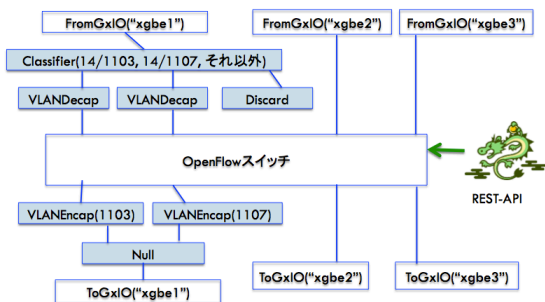 FromGxIO("xgbe1")
FromGxIO("xgbe2")
FromGxIO("xgbe3")
Classifier(14/1103, 14/1107, それ以外)
VLANDecap
VLANDecap
Discard
OpenFlowスイッチ
REST-API
VLANEncap(1103)
VLANEncap(1107)
Null
ToGxIO("xgbe1")
ToGxIO("xgbe2")
ToGxIO("xgbe3")